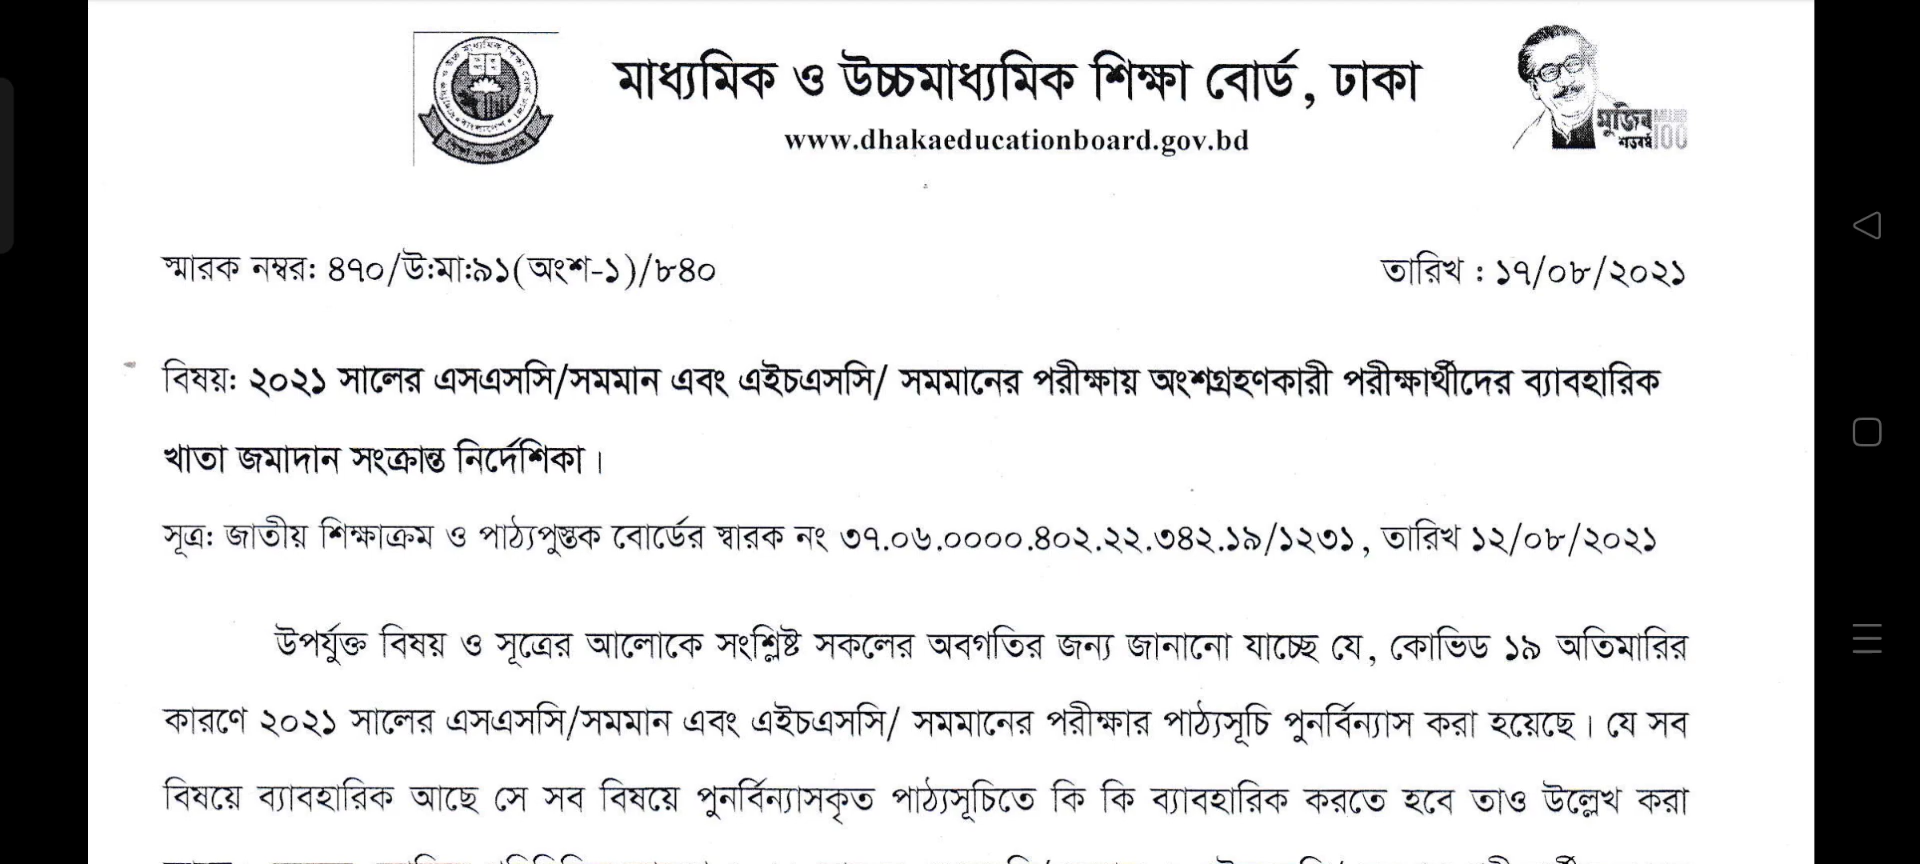 মাধ্যমিক ও উচ্চমাধ্যমিক শিক্ষা বোর্ড, ঢাকা
www.dhakaeducationboard.gov.bd
মুজিব
শতবর্ষ 100
স্মারক নম্বর: ৪৭০/উ:মা:৯১(অংশ-১)/৮৪০
তারিখ : ১৭/০৮/২০২১
বিষয়: ২০২১ সালের এসএসসি/সমমান এবং এইচএসসি/ সমমানের পরীক্ষায় অংশগ্রহণকারী পরীক্ষার্থীদের ব্যাবহারিক
খাতা জমাদান সংক্রান্ত নির্দেশিকা।
সূত্র: জাতীয় শিক্ষাক্রম ও পাঠ্যপুস্তক বোর্ডের স্বারক নং ৩৭.০৬.০০০০.৪০২.২২.৩৪২.১৯/১২৩১, তারিখ ১২/০৮/২০২১
উপর্যুক্ত বিষয় ও সূত্রের আলোকে সংশ্লিষ্ট সকলের অবগতির জন্য জানানো যাচ্ছে যে, কোভিড ১৯ অতিমারির
কারণে ২০২১ সালের এসএসসি/সমমান এবং এইচএসসি/ সমমানের পরীক্ষার পাঠ্যসূচি পুনর্বিন্যাস করা হয়েছে। যে সব
বিষয়ে ব্যাবহারিক আছে সে সব বিষয়ে পুনর্বিন্যাসকৃত পাঠ্যসূচিতে কি কি ব্যাবহারিক করতে হবে তাও উল্লেখ করা